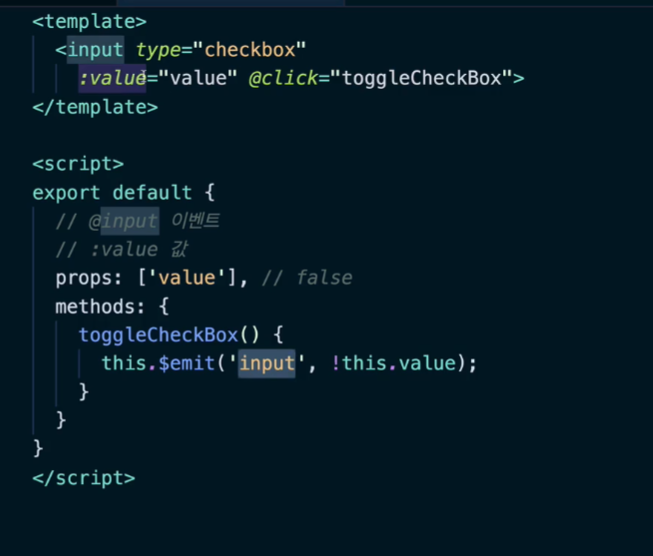 <template>
<input type="checkbox"
:value="value" @click="toggleCheckBox">
</template>
<script>
export default {
// @input 이벤트
// :value 값
props: ['value'], // false
methods: {
toggleCheckBox() {
this.$emit('input', !this.value);
}
}
}
</script>